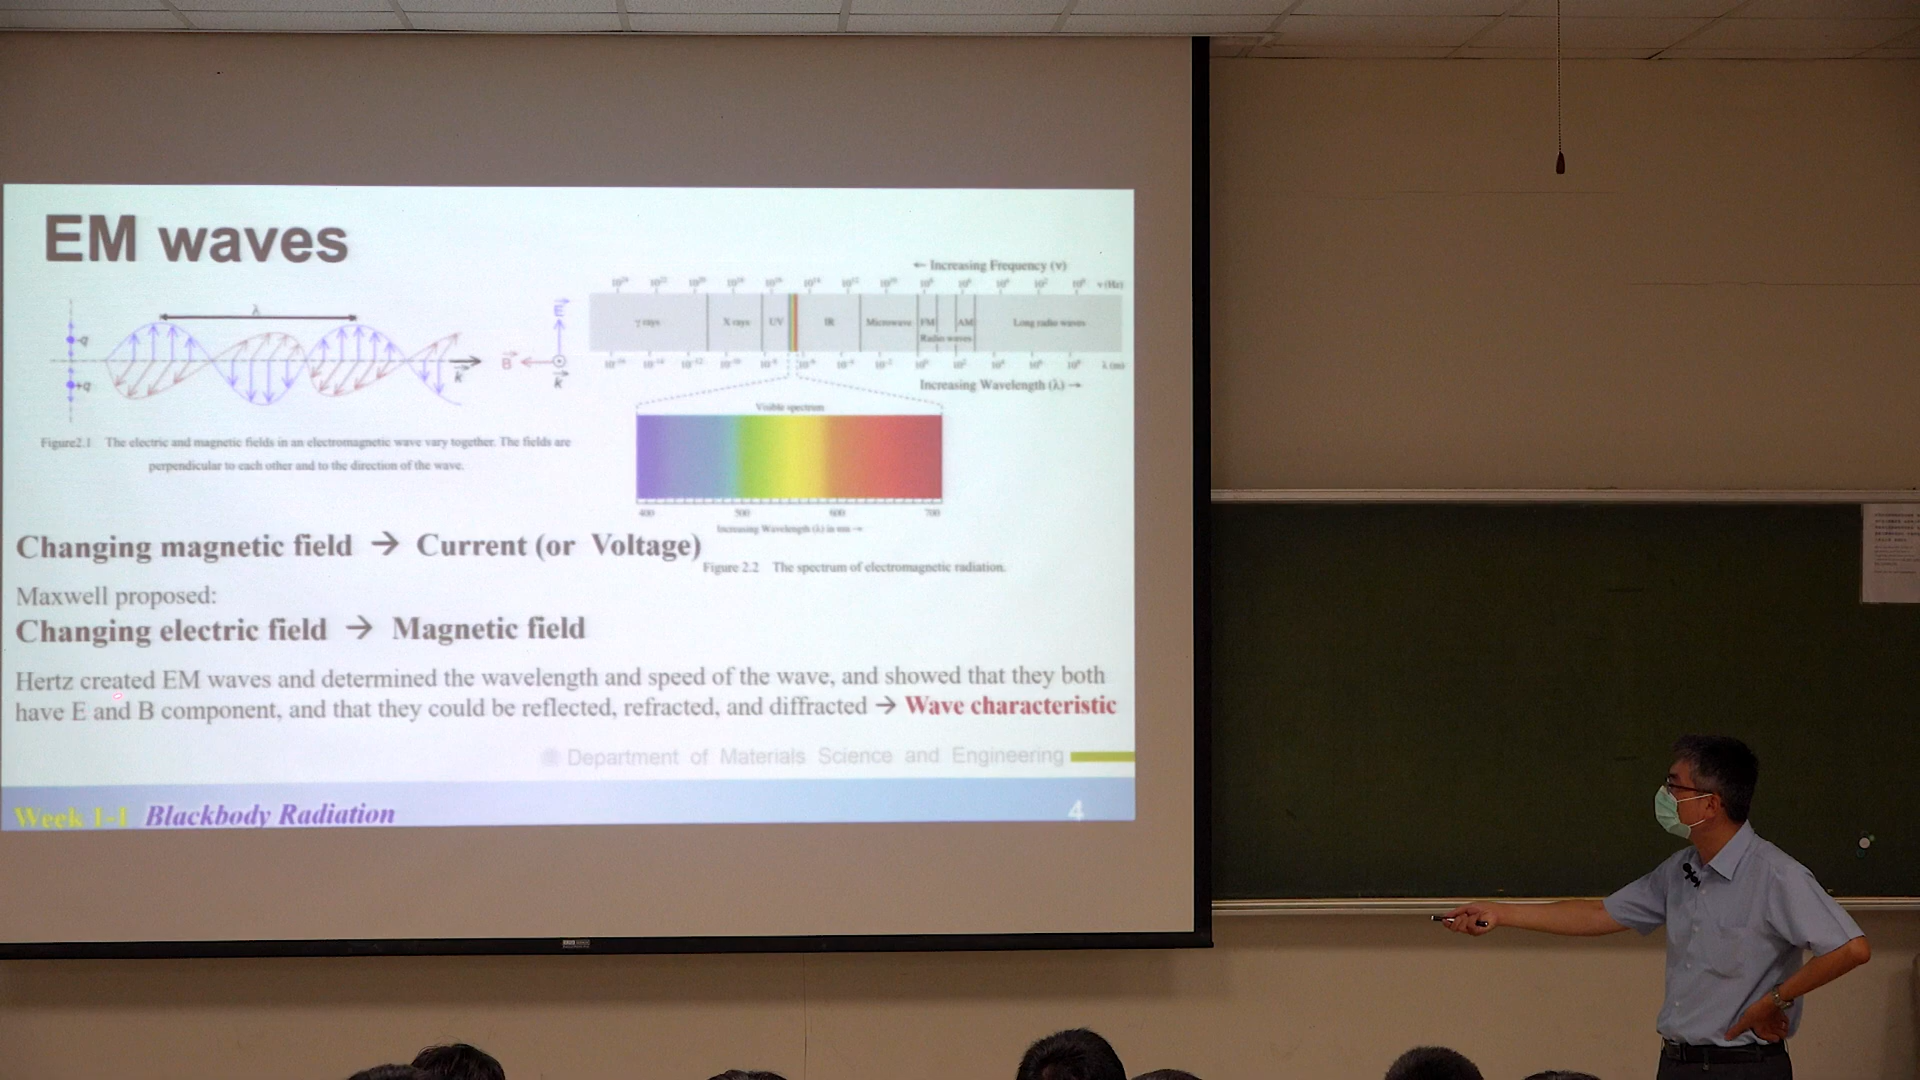 EM waves
λ
-q
+q
k
E
B
k
Figure2.1 The electric and magnetic fields in an electromagnetic wave vary together. The fields are
perpendicular to each other and to the direction of the wave.
← Increasing Frequency (ν)
ν (Hz)
γ rays X rays UV IR Microwave FM AM Long radio waves
Radio waves
λ (m)
Increasing Wavelength (λ) →
Visible spectrum
400 500 600 700
Increasing Wavelength (λ) in nm →
Figure 2.2 The spectrum of electromagnetic radiation.
Changing magnetic field → Current (or Voltage)
Maxwell proposed:
Changing electric field → Magnetic field
Hertz created EM waves and determined the wavelength and speed of the wave, and showed that they both
have E and B component, and that they could be reflected, refracted, and diffracted → Wave characteristic
Department of Materials Science and Engineering
Week 1-1 Blackbody Radiation
4